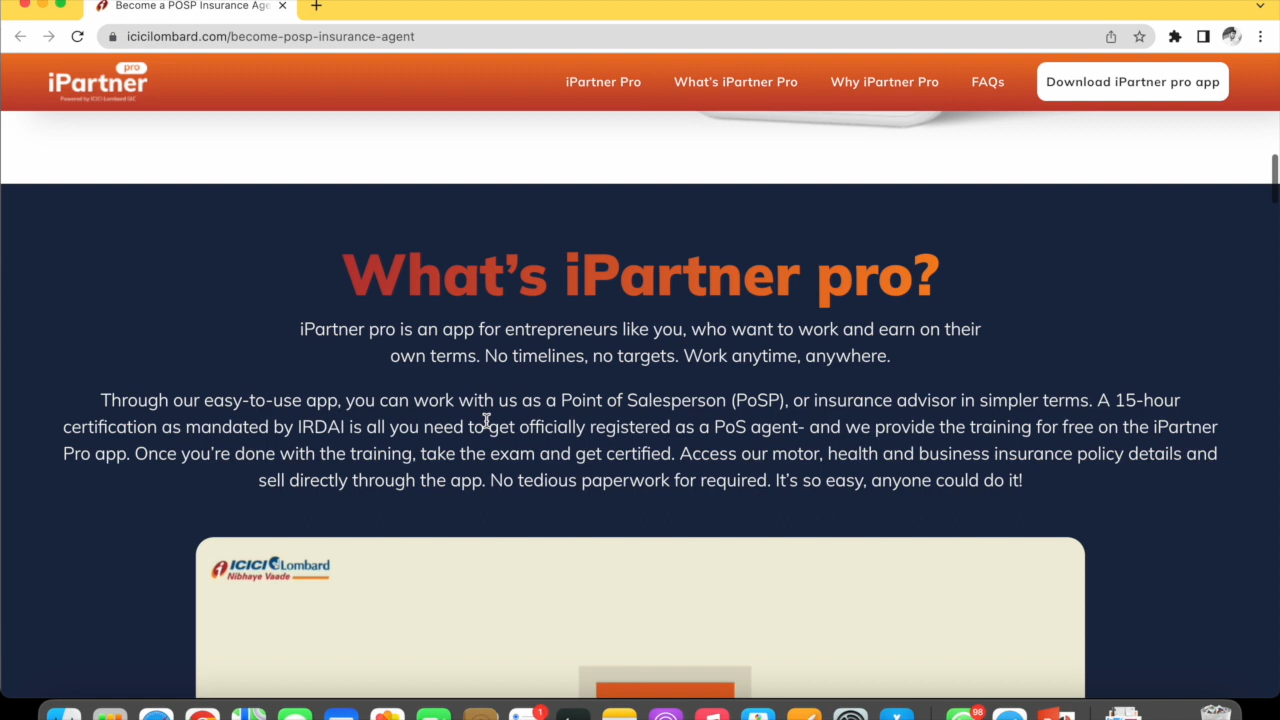 Become a POSP Insurance Age
icicilombard.com/become-posp-insurance-agent
iPartner pro
Powered by ICICI Lombard GIC
iPartner Pro
What's iPartner Pro
Why iPartner Pro
FAQs
Download iPartner pro app
What's iPartner pro?
iPartner pro is an app for entrepreneurs like you, who want to work and earn on their
own terms. No timelines, no targets. Work anytime, anywhere.
Through our easy-to-use app, you can work with us as a Point of Salesperson (PoSP), or insurance advisor in simpler terms. A 15-hour
certification as mandated by IRDAI is all you need to get officially registered as a PoS agent- and we provide the training for free on the iPartner
Pro app. Once you're done with the training, take the exam and get certified. Access our motor, health and business insurance policy details and
sell directly through the app. No tedious paperwork for required. It's so easy, anyone could do it!
ICICI Lombard
Nibhaye Vaade
1
98